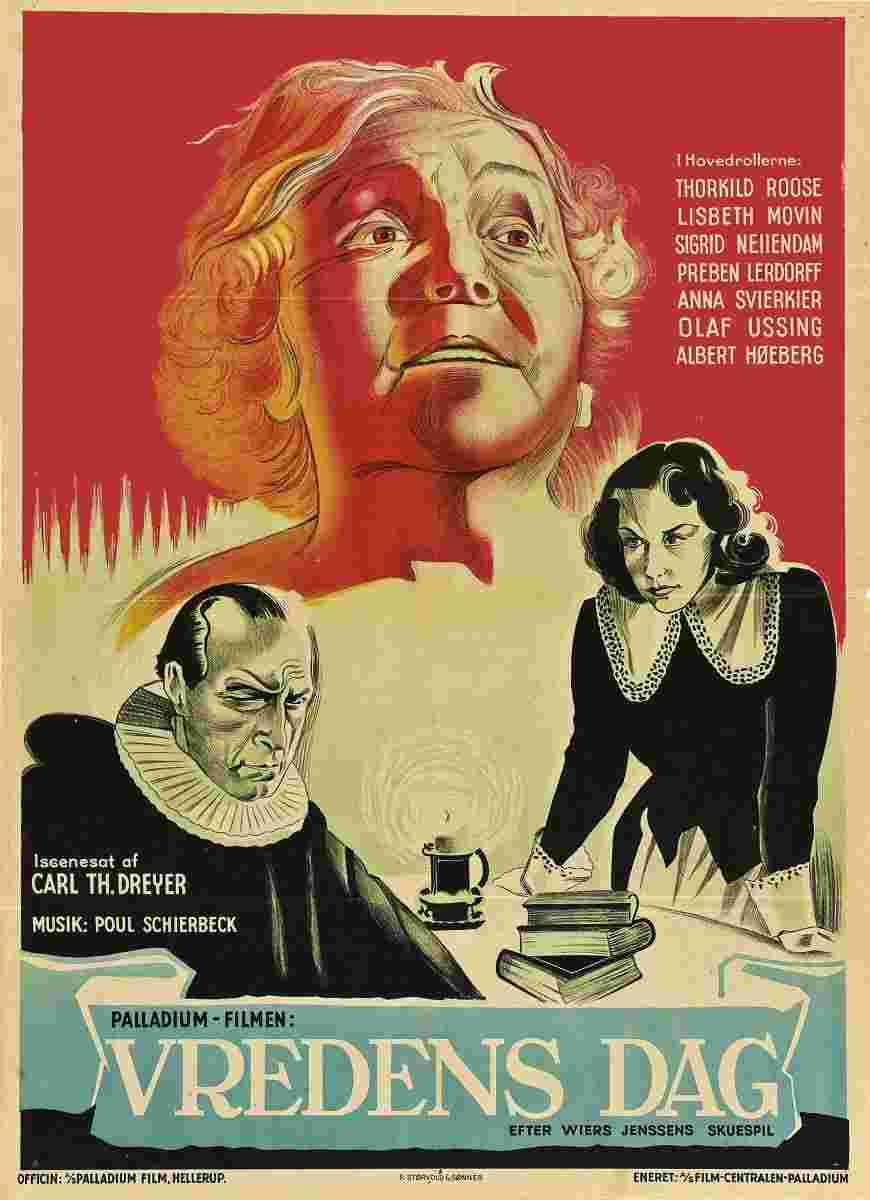 I Hovedrollerne:
THORKILD ROOSE
LISBETH MOVIN
SIGRID NEIIENDAM
PREBEN LERDORFF
ANNA SVIERKIER
OLAF USSING
ALBERT HØEBERG
Iscenesat af
CARL TH. DREYER
MUSIK: POUL SCHIERBECK
PALLADIUM-FILMEN:
VREDENS DAG
EFTER WIERS JENSSENS SKUESPIL
OFFICIN: A/S PALLADIUM FILM, HELLERUP.
ENERET: A/S FILM-CENTRALEN-PALLADIUM